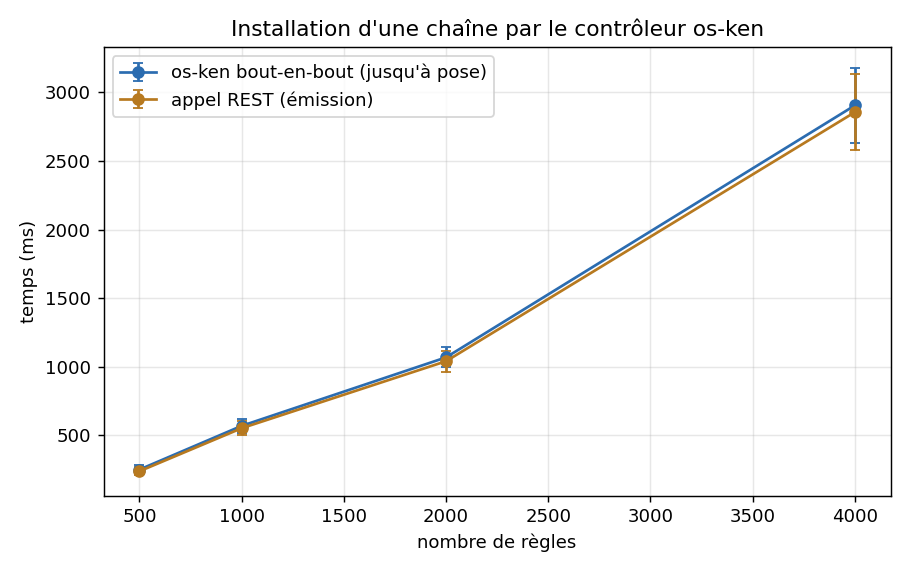 Installation d'une chaîne par le contrôleur os-ken
os-ken bout-en-bout (jusqu'à pose)
appel REST (émission)
temps (ms)
3000
2500
2000
1500
1000
500
500
1000
1500
2000
2500
3000
3500
4000
nombre de règles